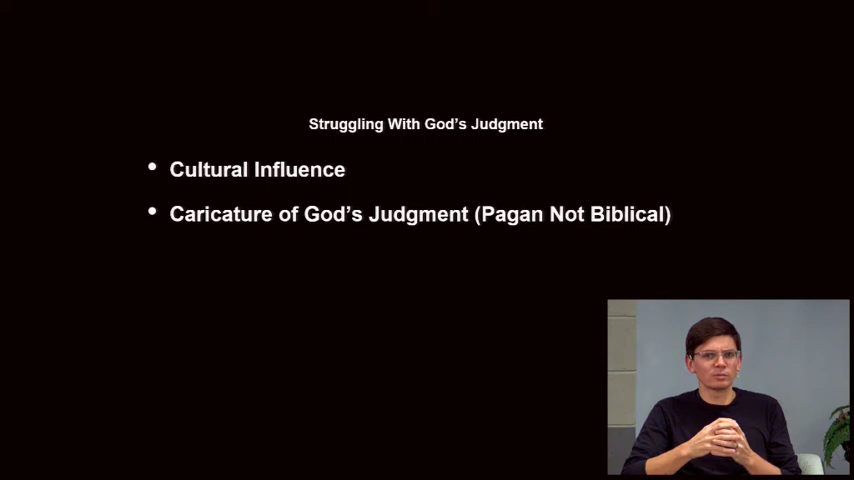 Struggling With God’s Judgment
• Cultural Influence
• Caricature of God’s Judgment (Pagan Not Biblical)